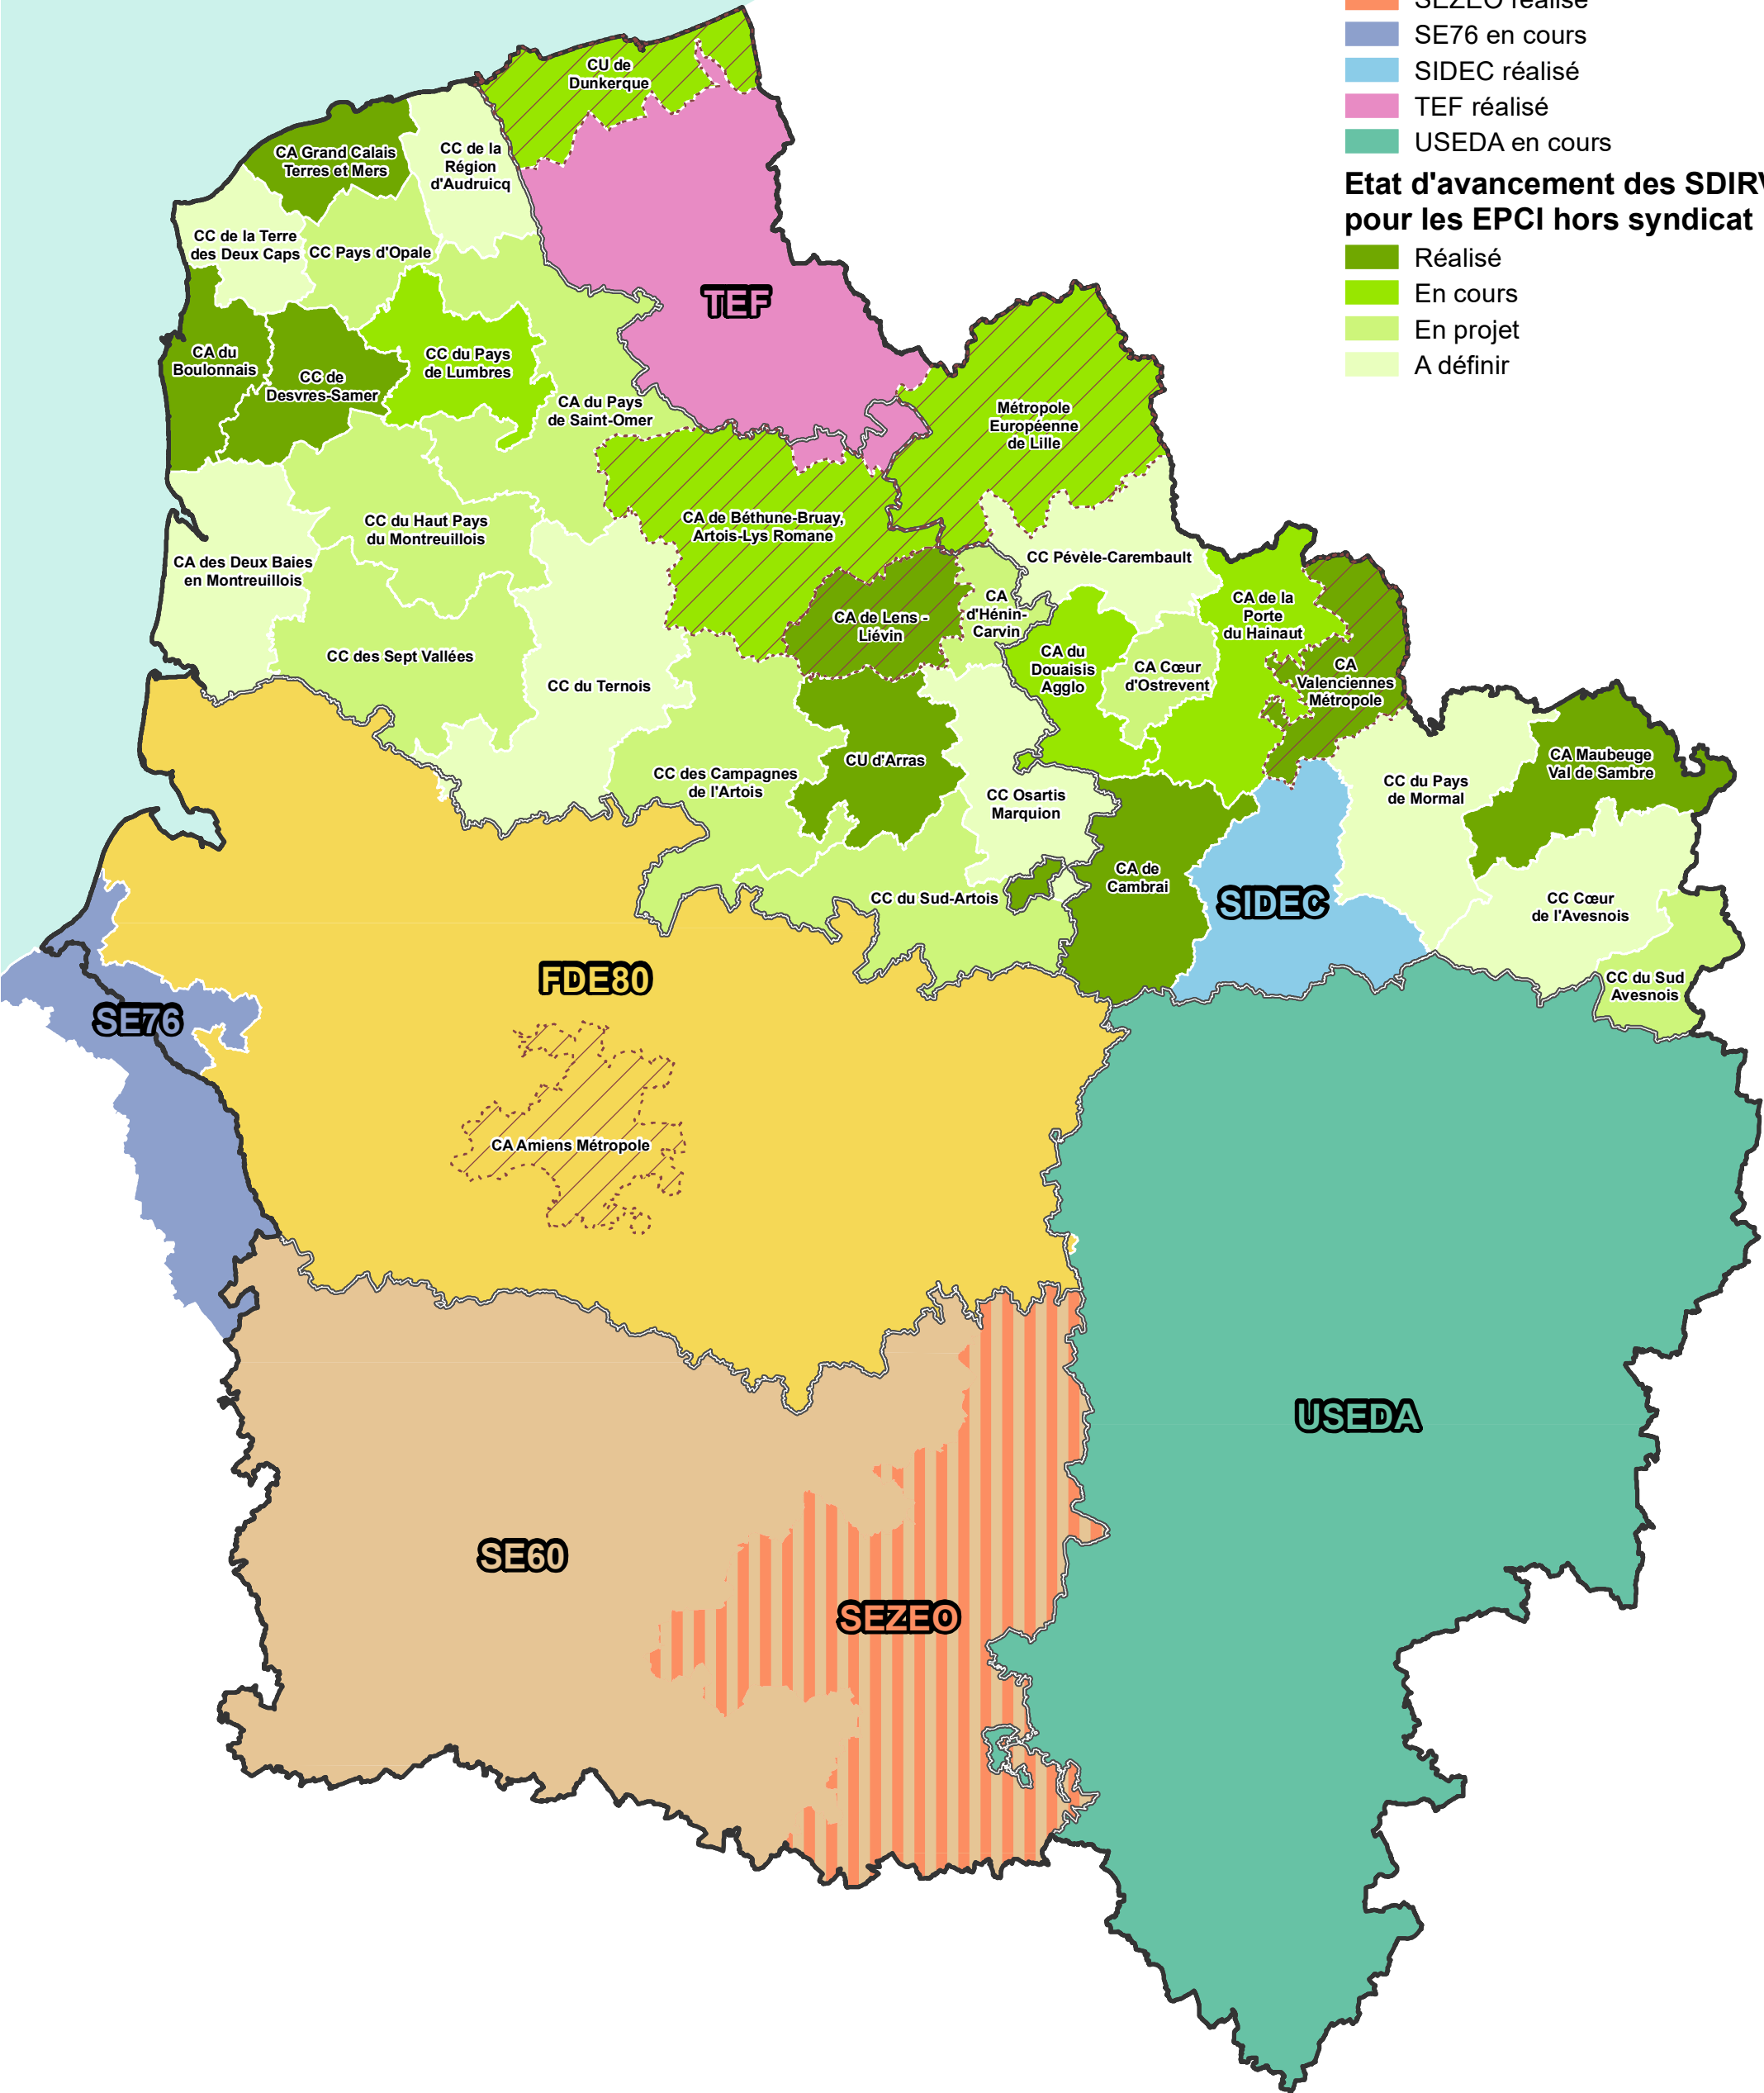 SEZEO réalisé
SE76 en cours
SIDEC réalisé
TEF réalisé
USEDA en cours
Etat d'avancement des SDIRV
pour les EPCI hors syndicat
Réalisé
En cours
En projet
A définir
CU de
Dunkerque
CA Grand Calais
Terres et Mers
CC de la
Région
d'Audruicq
CC de la Terre
des Deux Caps
CC Pays d'Opale
TEF
CA du
Boulonnais
CC de
Desvres-Samer
CC du Pays
de Lumbres
CA du Pays
de Saint-Omer
Métropole
Européenne
de Lille
CC du Haut Pays
du Montreuillois
CA de Béthune-Bruay,
Artois-Lys Romane
CA des Deux Baies
en Montreuillois
CC Pévèle-Carembault
CA de Lens -
Liévin
CA
d'Hénin-
Carvin
CA de la
Porte
du Hainaut
CC des Sept Vallées
CC du Ternois
CA du
Douaisis
Agglo
CA Cœur
d'Ostrevent
CA
Valenciennes
Métropole
CC des Campagnes
de l'Artois
CU d'Arras
CC Osartis
Marquion
CC du Pays
de Mormal
CA Maubeuge
Val de Sambre
CA de
Cambrai
CC du Sud-Artois
SIDEC
CC Cœur
de l'Avesnois
CC du Sud
Avesnois
FDE80
SE76
CA Amiens Métropole
USEDA
SE60
SEZEO